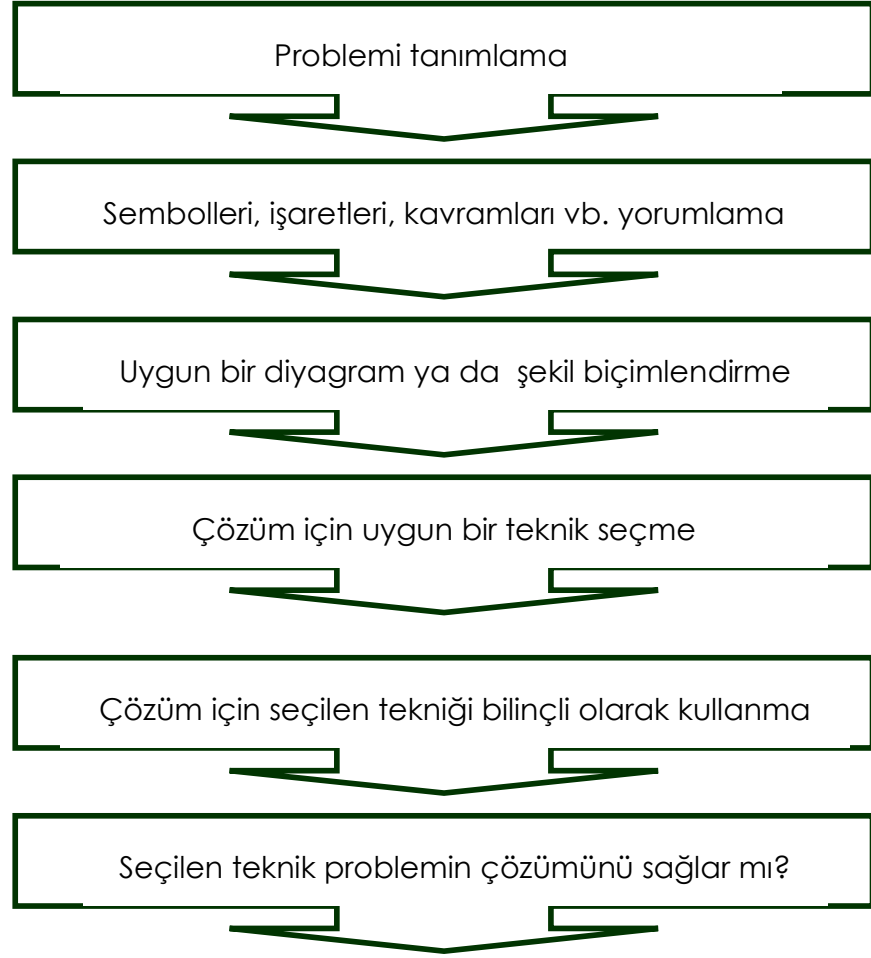 Problemi tanımlama
Sembolleri, işaretleri, kavramları vb. yorumlama
Uygun bir diyagram ya da şekil biçimlendirme
Çözüm için uygun bir teknik seçme
Çözüm için seçilen tekniği bilinçli olarak kullanma
Seçilen teknik problemin çözümünü sağlar mı?